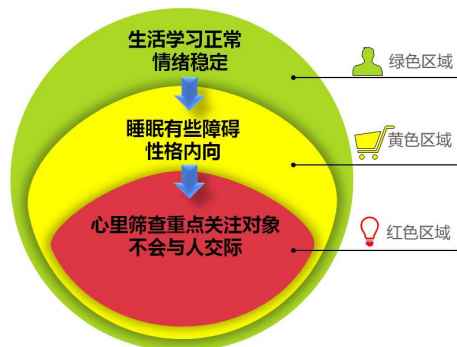 生活学习正常
情绪稳定
绿色区域
睡眠有些障碍
性格内向
黄色区域
心里筛查重点关注对象
不会与人交际
红色区域